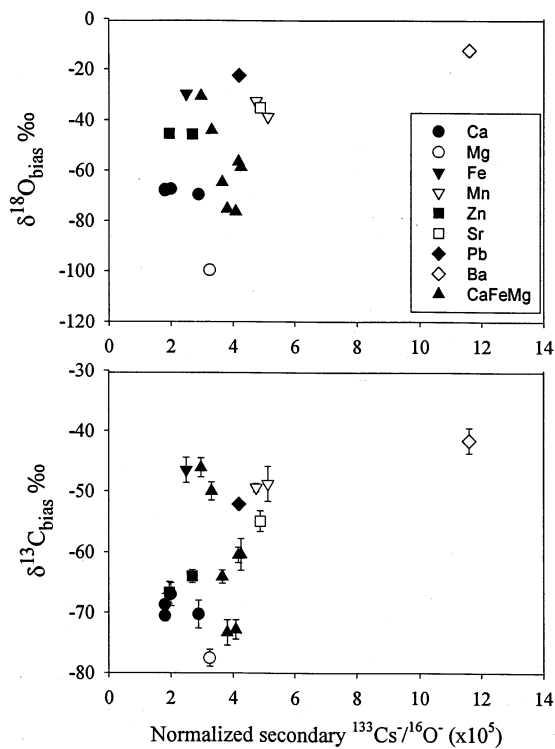 0
-20
-40
-60
-80
-100
-120
δ¹⁸O_bias ‰
Ca
Mg
Fe
Mn
Zn
Sr
Pb
Ba
CaFeMg
0 2 4 6 8 10 12 14
-30
-40
-50
-60
-70
-80
δ¹³C_bias ‰
0 2 4 6 8 10 12 14
Normalized secondary ¹³³Cs⁻/¹⁶O⁻ (x10⁵)